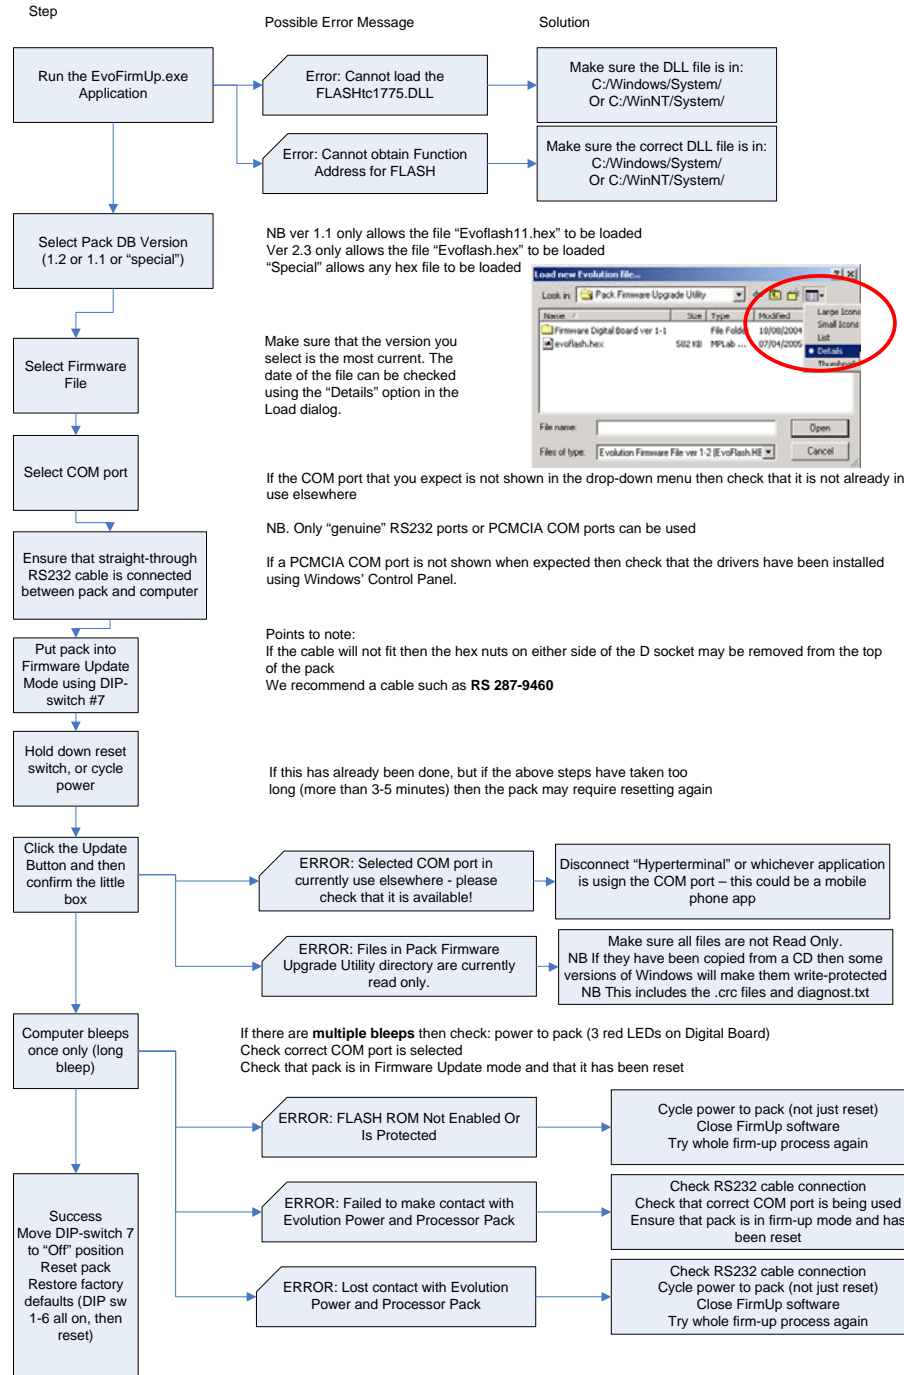 Step
Possible Error Message
Solution
Run the EvoFirmUp.exe
Application
Error: Cannot load the
FLASHtc1775.DLL
Make sure the DLL file is in:
C:/Windows/System/
Or C:/WinNT/System/
Error: Cannot obtain Function
Address for FLASH
Make sure the correct DLL file is in:
C:/Windows/System/
Or C:/WinNT/System/
Select Pack DB Version
(1.2 or 1.1 or “special”)
NB ver 1.1 only allows the file “Evoflash11.hex” to be loaded
Ver 2.3 only allows the file “Evoflash.hex” to be loaded
“Special” allows any hex file to be loaded
Load new Evolution file...
Look in: Pack Firmware Upgrade Utility
Name Size Type Modified
Firmware Digital Board ver 1-1 File Folder 18/08/2004
evoflash.hex 582 KB MPLab ... 07/04/2005
Large Icons
Small Icons
List
Details
Thumbnail
File name:
Open
Files of type: Evolution Firmware File ver 1-2 (EvoFlash.HE
Cancel
Select Firmware
File
Make sure that the version you
select is the most current. The
date of the file can be checked
using the “Details” option in the
Load dialog.
Select COM port
If the COM port that you expect is not shown in the drop-down menu then check that it is not already in
use elsewhere
NB. Only “genuine” RS232 ports or PCMCIA COM ports can be used
If a PCMCIA COM port is not shown when expected then check that the drivers have been installed
using Windows’ Control Panel.
Ensure that straight-through
RS232 cable is connected
between pack and computer
Points to note:
If the cable will not fit then the hex nuts on either side of the D socket may be removed from the top
of the pack
We recommend a cable such as RS 287-9460
Put pack into
Firmware Update
Mode using DIP-
switch #7
Hold down reset
switch, or cycle
power
If this has already been done, but if the above steps have taken too
long (more than 3-5 minutes) then the pack may require resetting again
Click the Update
Button and then
confirm the little
box
ERROR: Selected COM port in
currently use elsewhere - please
check that it is available!
Disconnect “Hyperterminal” or whichever application
is usign the COM port – this could be a mobile
phone app
ERROR: Files in Pack Firmware
Upgrade Utility directory are currently
read only.
Make sure all files are not Read Only.
NB If they have been copied from a CD then some
versions of Windows will make them write-protected
NB This includes the .crc files and diagnost.txt
Computer bleeps
once only (long
bleep)
If there are multiple bleeps then check: power to pack (3 red LEDs on Digital Board)
Check correct COM port is selected
Check that pack is in Firmware Update mode and that it has been reset
ERROR: FLASH ROM Not Enabled Or
Is Protected
Cycle power to pack (not just reset)
Close FirmUp software
Try whole firm-up process again
ERROR: Failed to make contact with
Evolution Power and Processor Pack
Check RS232 cable connection
Check that correct COM port is being used
Ensure that pack is in firm-up mode and has
been reset
ERROR: Lost contact with Evolution
Power and Processor Pack
Check RS232 cable connection
Cycle power to pack (not just reset)
Close FirmUp software
Try whole firm-up process again
Success
Move DIP-switch 7
to “Off” position
Reset pack
Restore factory
defaults (DIP sw
1-6 all on, then
reset)